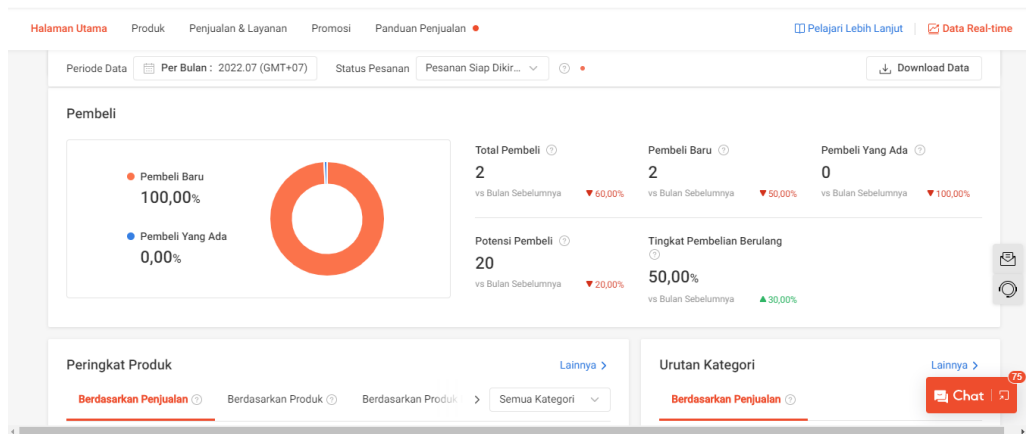 Halaman Utama Produk Penjualan & Layanan Promosi Panduan Penjualan Pelajari Lebih Lanjut Data Real-time
Periode Data Per Bulan : 2022.07 (GMT+07) Status Pesanan Pesanan Siap Dikir... Download Data
Pembeli
Pembeli Baru
100,00%
Pembeli Yang Ada
0,00%
Total Pembeli
2
vs Bulan Sebelumnya ▼60,00%
Pembeli Baru
2
vs Bulan Sebelumnya ▼50,00%
Pembeli Yang Ada
0
vs Bulan Sebelumnya ▼100,00%
Potensi Pembeli
20
vs Bulan Sebelumnya ▼20,00%
Tingkat Pembelian Berulang
50,00%
vs Bulan Sebelumnya ▲30,00%
Peringkat Produk Lainnya >
Berdasarkan Penjualan Berdasarkan Produk Berdasarkan Produk > Semua Kategori
Urutan Kategori Lainnya >
Berdasarkan Penjualan
75
Chat